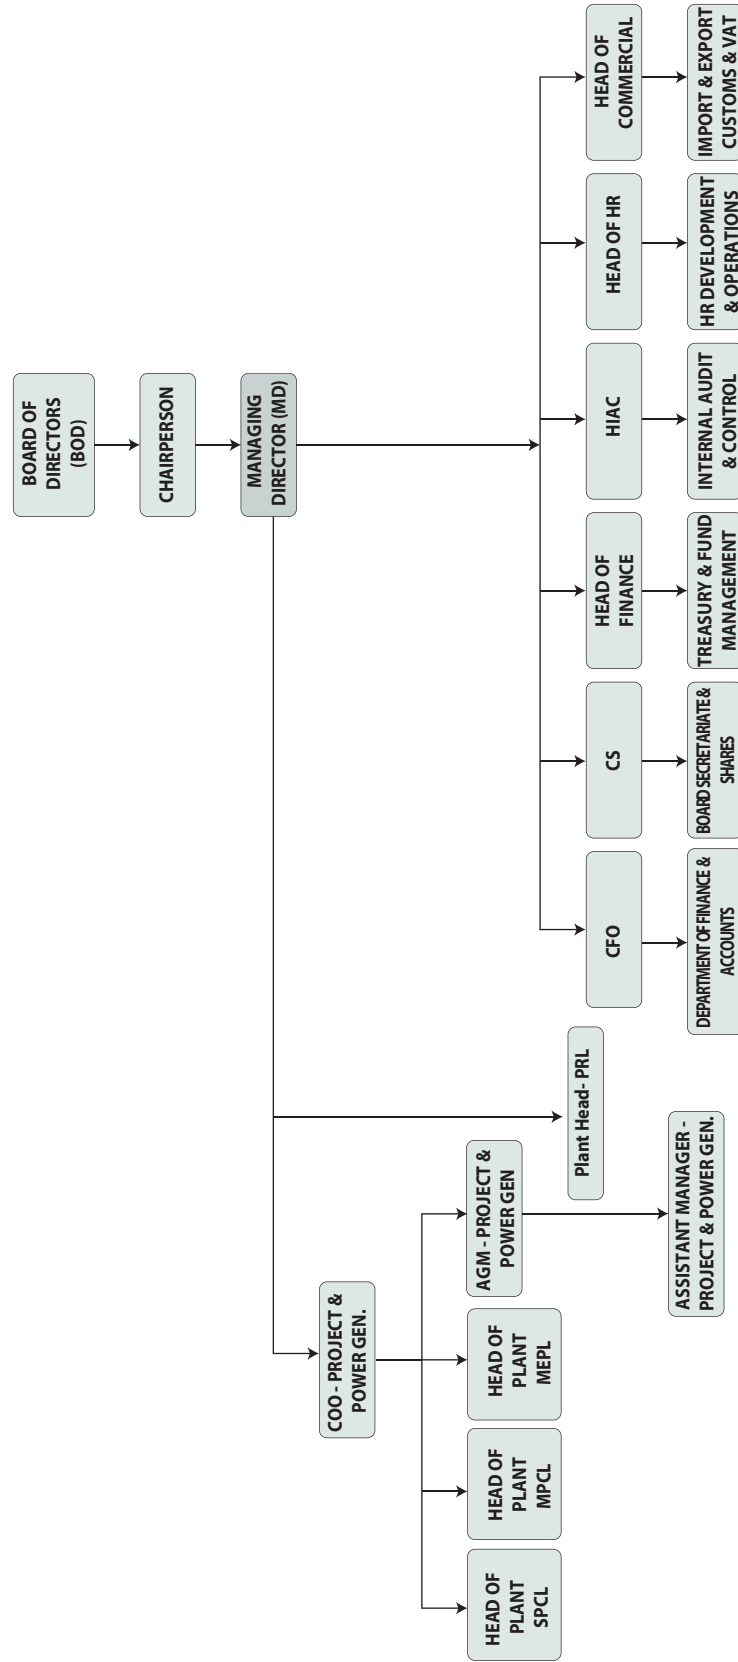 BOARD OF
DIRECTORS
(BOD)
CHAIRPERSON
MANAGING
DIRECTOR (MD)
COO - PROJECT &
POWER GEN.
HEAD OF
PLANT
SPCL
HEAD OF
PLANT
MPCL
HEAD OF
PLANT
MEPL
AGM - PROJECT &
POWER GEN
ASSISTANT MANAGER -
PROJECT & POWER GEN.
Plant Head- PRL
CFO
CS
HEAD OF
FINANCE
HIAC
HEAD OF HR
HEAD OF
COMMERCIAL
DEPARTMENT OF FINANCE &
ACCOUNTS
BOARD SECRETARIATE &
SHARES
TREASURY & FUND
MANAGEMENT
INTERNAL AUDIT
& CONTROL
HR DEVELOPMENT
& OPERATIONS
IMPORT & EXPORT
CUSTOMS & VAT